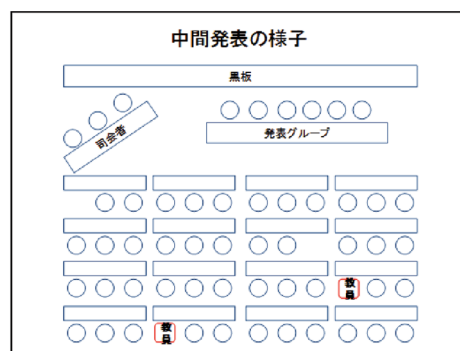 中間発表の様子
黒板
司会者
発表グループ
教員
教員